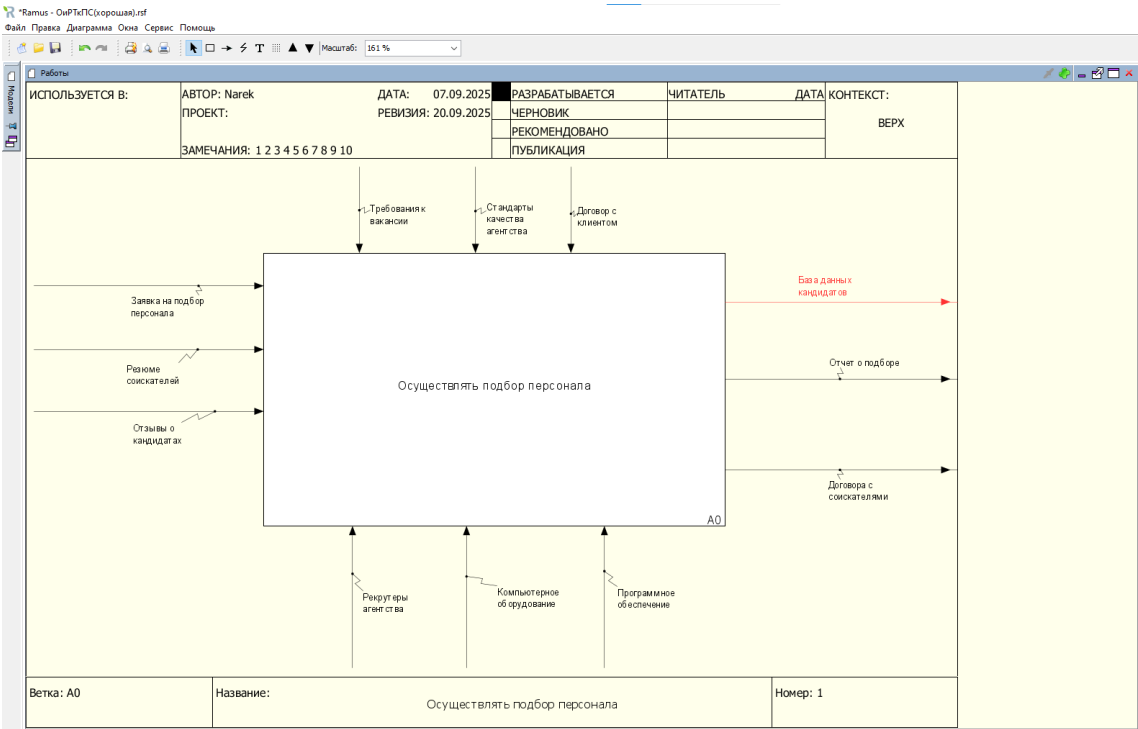 *Ramus - ОиРТкПС(хорошая).rsf
Файл Правка Диаграмма Окна Сервис Помощь
T Масштаб: 161 %
Модели
Работы
ИСПОЛЬЗУЕТСЯ В:
АВТОР: Narek
ДАТА: 07.09.2025
ПРОЕКТ:
РЕВИЗИЯ: 20.09.2025
ЗАМЕЧАНИЯ: 1 2 3 4 5 6 7 8 9 10
РАЗРАБАТЫВАЕТСЯ
ЧЕРНОВИК
РЕКОМЕНДОВАНО
ПУБЛИКАЦИЯ
ЧИТАТЕЛЬ
ДАТА
КОНТЕКСТ:
ВЕРХ
Требования к
вакансии
Стандарты
качества
агентства
Договор с
клиентом
Заявка на подбор
персонала
Резюме
соискателей
Отзывы о
кандидатах
Осуществлять подбор персонала
A0
База данных
кандидатов
Отчет о подборе
Договора с
соискателями
Рекрутеры
агентства
Компьютерное
оборудование
Программное
обеспечение
Ветка: A0
Название:
Осуществлять подбор персонала
Номер: 1